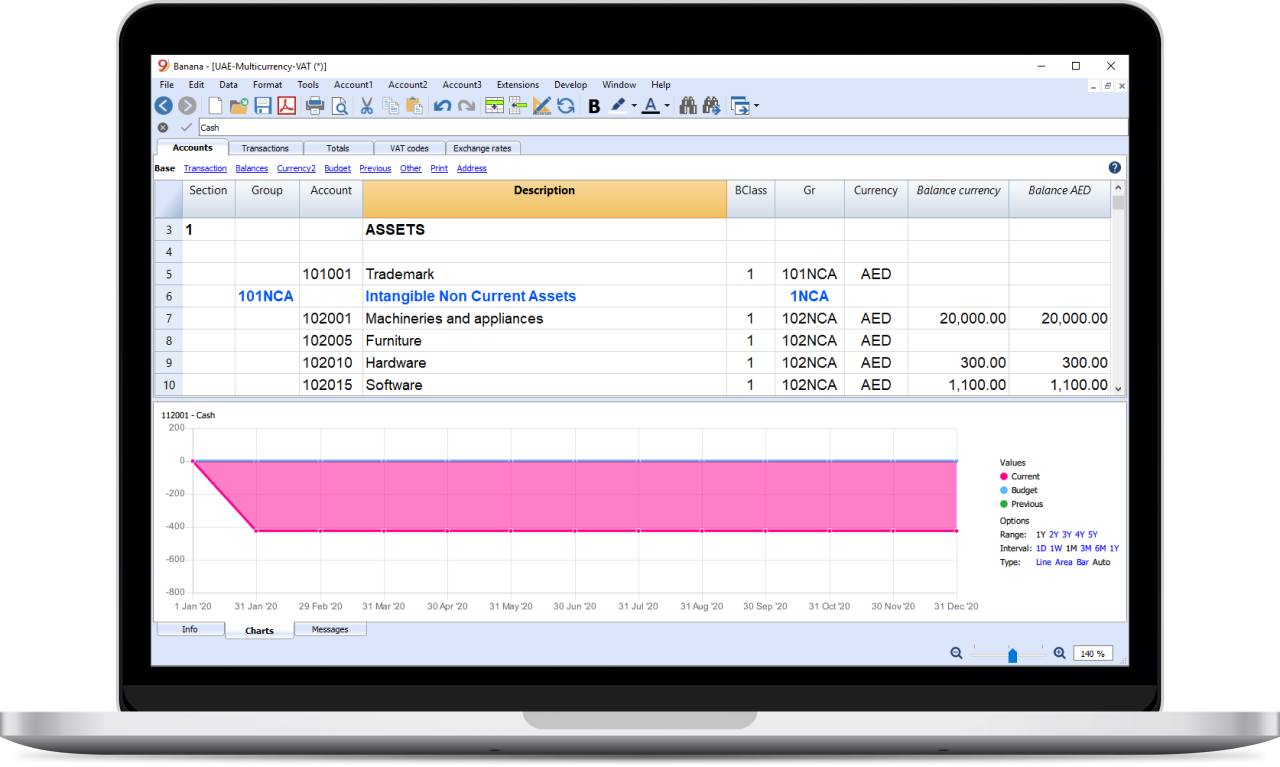 9 Banana - [UAE-Multicurrency-VAT (*)]
File Edit Data Format Tools Account1 Account2 Account3 Extensions Develop Window Help
B A
Cash
Accounts Transactions Totals VAT codes Exchange rates
Base Transaction Balances Currency2 Budget Previous Other Print Address ?
Section Group Account Description BClass Gr Currency Balance currency Balance AED
3 1 ASSETS
4
5 101001 Trademark 1 101NCA AED
6 101NCA Intangible Non Current Assets 1NCA
7 102001 Machineries and appliances 1 102NCA AED 20,000.00 20,000.00
8 102005 Furniture 1 102NCA AED
9 102010 Hardware 1 102NCA AED 300.00 300.00
10 102015 Software 1 102NCA AED 1,100.00 1,100.00
112001 - Cash
200
0
-200
-400
-600
-800
1 Jan '20 31 Jan '20 29 Feb '20 31 Mar '20 30 Apr '20 31 May '20 30 Jun '20 31 Jul '20 31 Aug '20 30 Sep '20 31 Oct '20 30 Nov '20 31 Dec '20
Values
Current
Budget
Previous
Options
Range: 1Y 2Y 3Y 4Y 5Y
Interval: 1D 1W 1M 3M 6M 1Y
Type: Line Area Bar Auto
Info Charts Messages
140 %